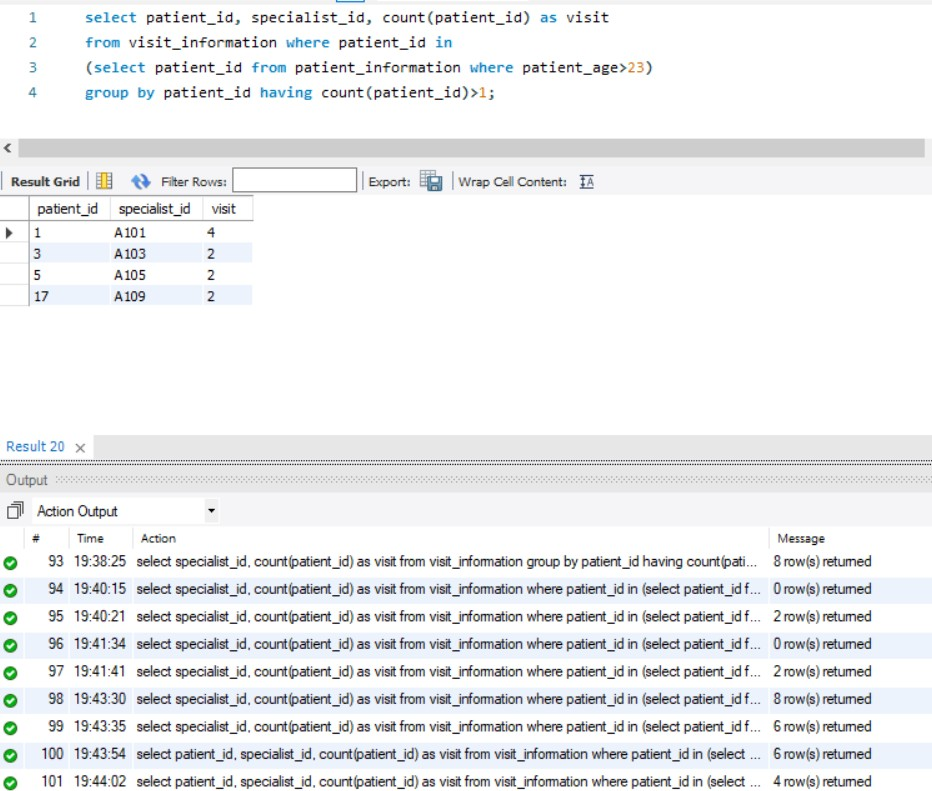 1 select patient_id, specialist_id, count(patient_id) as visit
2 from visit_information where patient_id in
3 (select patient_id from patient_information where patient_age>23)
4 group by patient_id having count(patient_id)>1;
Result Grid Filter Rows: Export: Wrap Cell Content: IA
patient_id specialist_id visit
1 A101 4
3 A103 2
5 A105 2
17 A109 2
Result 20
Output
Action Output
# Time Action Message
93 19:38:25 select specialist_id, count(patient_id) as visit from visit_information group by patient_id having count(pati... 8 row(s) returned
94 19:40:15 select specialist_id, count(patient_id) as visit from visit_information where patient_id in (select patient_id f... 0 row(s) returned
95 19:40:21 select specialist_id, count(patient_id) as visit from visit_information where patient_id in (select patient_id f... 2 row(s) returned
96 19:41:34 select specialist_id, count(patient_id) as visit from visit_information where patient_id in (select patient_id f... 0 row(s) returned
97 19:41:41 select specialist_id, count(patient_id) as visit from visit_information where patient_id in (select patient_id f... 2 row(s) returned
98 19:43:30 select specialist_id, count(patient_id) as visit from visit_information where patient_id in (select patient_id f... 8 row(s) returned
99 19:43:35 select specialist_id, count(patient_id) as visit from visit_information where patient_id in (select patient_id f... 6 row(s) returned
100 19:43:54 select patient_id, specialist_id, count(patient_id) as visit from visit_information where patient_id in (select ... 6 row(s) returned
101 19:44:02 select patient_id, specialist_id, count(patient_id) as visit from visit_information where patient_id in (select ... 4 row(s) returned